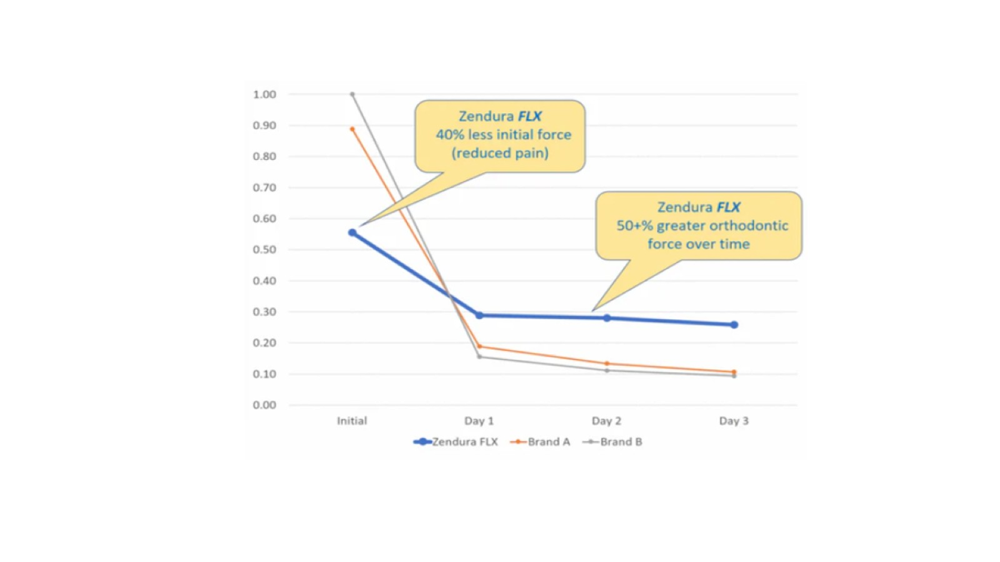 1.00
0.90
0.80
0.70
0.60
0.50
0.40
0.30
0.20
0.10
0.00
Zendura FLX
40% less initial force
(reduced pain)
Zendura FLX
50+% greater orthodontic
force over time
Initial Day 1 Day 2 Day 3
Zendura FLX Brand A Brand B